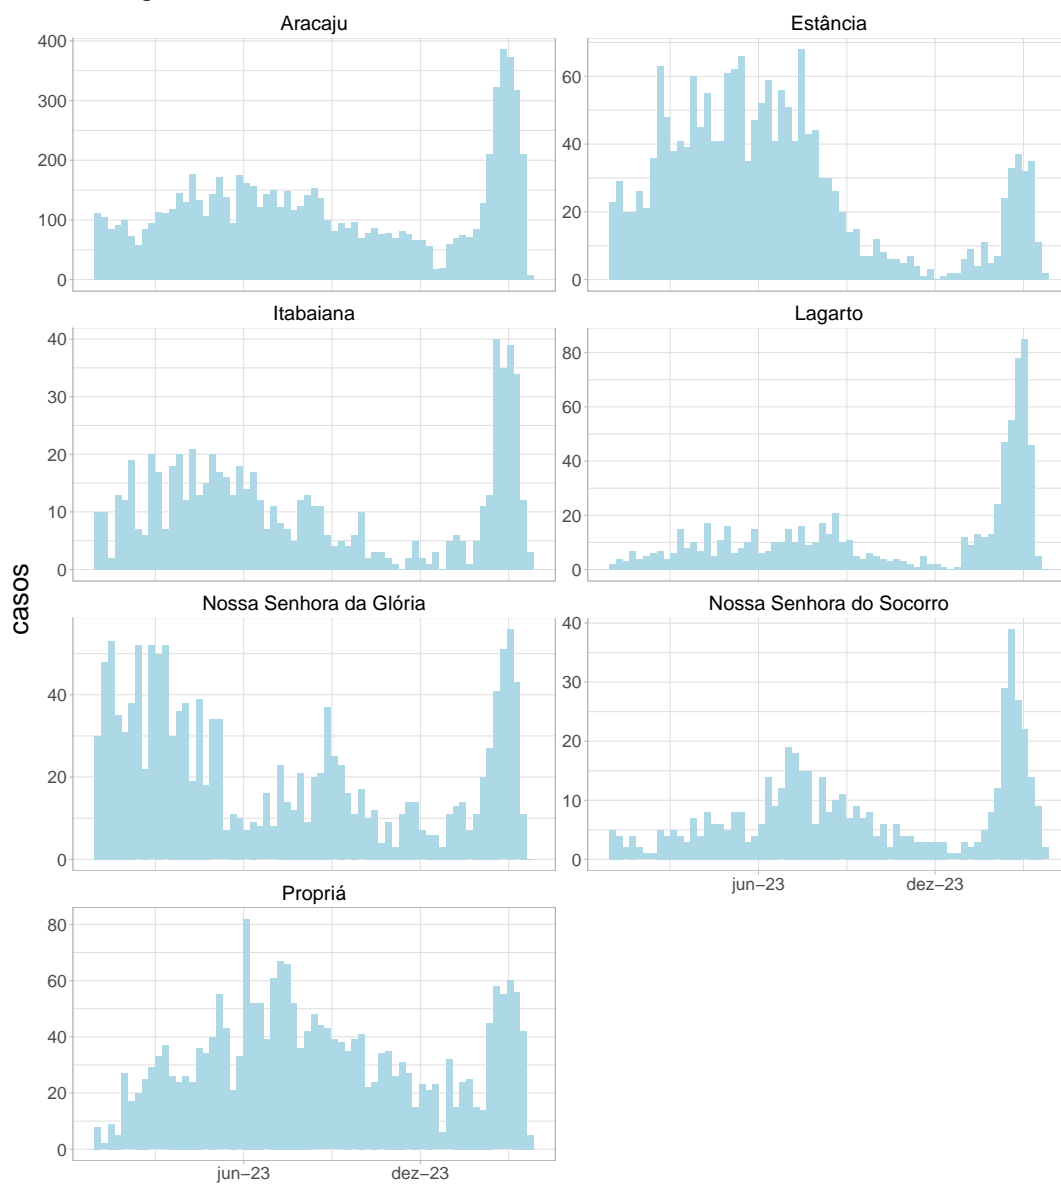 Aracaju
Estância
400
300
200
100
0
60
40
20
0
Itabaiana
Lagarto
40
30
20
10
0
80
60
40
20
0
casos
Nossa Senhora da Glória
Nossa Senhora do Socorro
40
20
0
40
30
20
10
0
jun–23
dez–23
Propriá
80
60
40
20
0
jun–23
dez–23